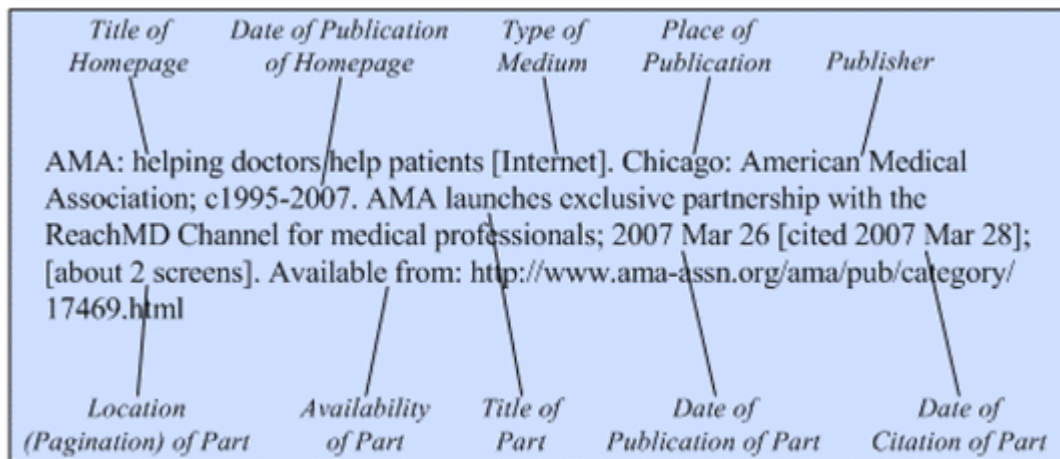 Title of Date of Publication Type of Place of
Homepage of Homepage Medium Publication Publisher
AMA: helping doctors help patients [Internet]. Chicago: American Medical
Association; c1995-2007. AMA launches exclusive partnership with the
ReachMD Channel for medical professionals; 2007 Mar 26 [cited 2007 Mar 28];
[about 2 screens]. Available from: http://www.ama-assn.org/ama/pub/category/
17469.html
Location Availability Title of Date of Date of
(Pagination) of Part of Part Part Publication of Part Citation of Part